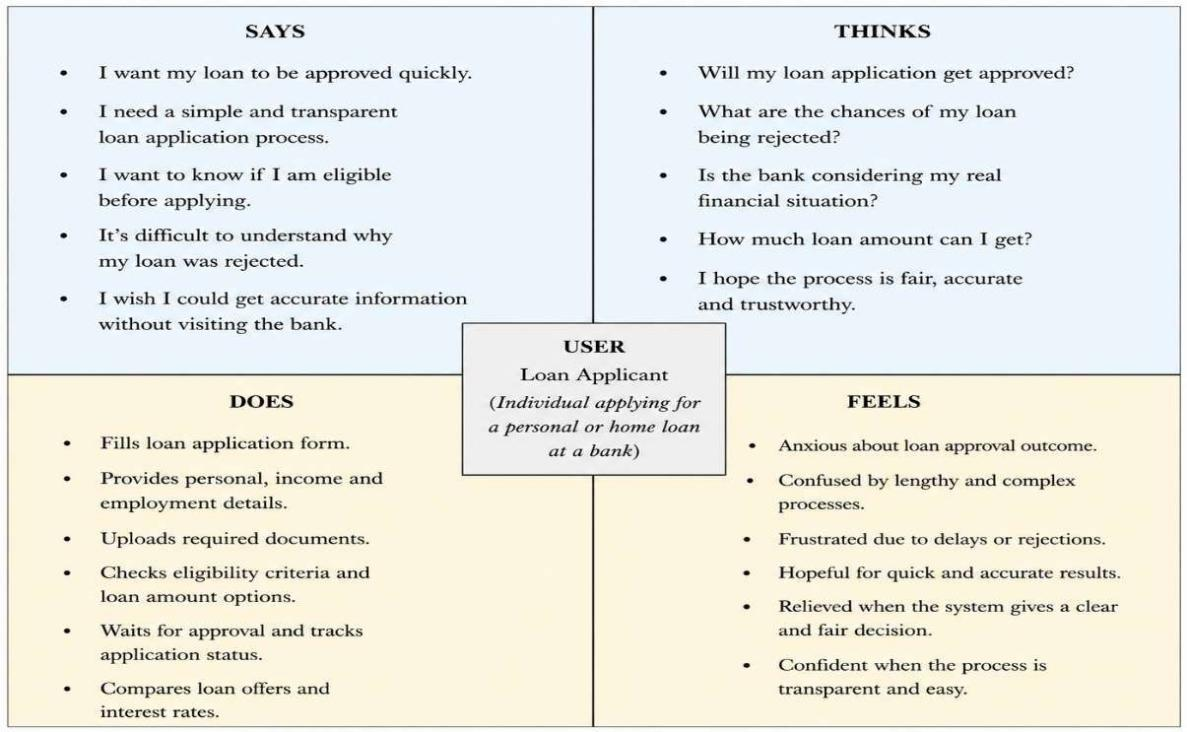 SAYS
• I want my loan to be approved quickly.
• I need a simple and transparent
loan application process.
• I want to know if I am eligible
before applying.
• It’s difficult to understand why
my loan was rejected.
• I wish I could get accurate information
without visiting the bank.
THINKS
• Will my loan application get approved?
• What are the chances of my loan
being rejected?
• Is the bank considering my real
financial situation?
• How much loan amount can I get?
• I hope the process is fair, accurate
and trustworthy.
USER
Loan Applicant
(Individual applying for
a personal or home loan
at a bank)
DOES
• Fills loan application form.
• Provides personal, income and
employment details.
• Uploads required documents.
• Checks eligibility criteria and
loan amount options.
• Waits for approval and tracks
application status.
• Compares loan offers and
interest rates.
FEELS
• Anxious about loan approval outcome.
• Confused by lengthy and complex
processes.
• Frustrated due to delays or rejections.
• Hopeful for quick and accurate results.
• Relieved when the system gives a clear
and fair decision.
• Confident when the process is
transparent and easy.